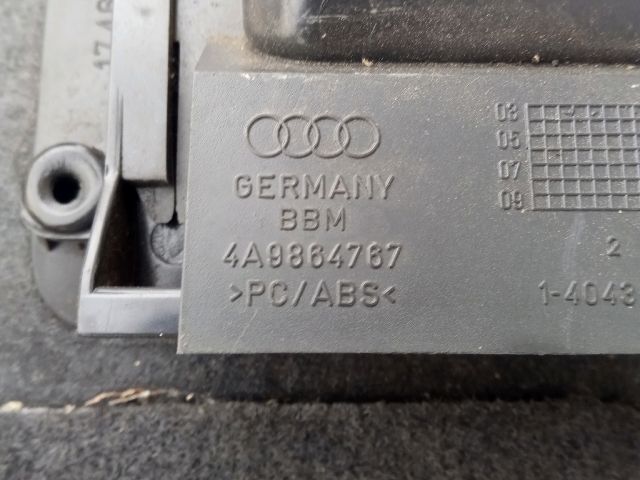 GERMANY
BBM
4A9864767
>PC/ABS<
03
05
07
09
2
1-4043